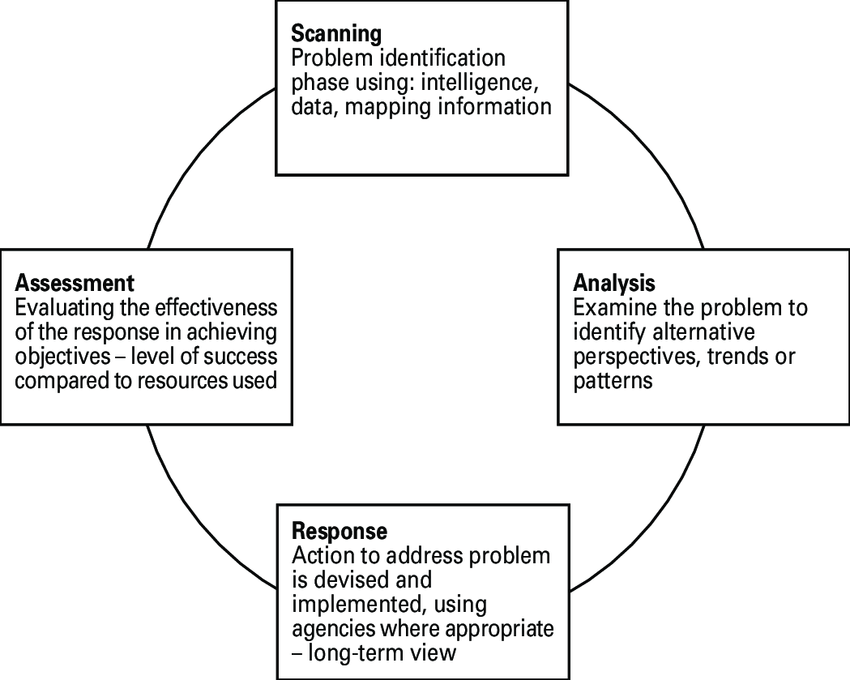 Scanning
Problem identification
phase using: intelligence,
data, mapping information
Assessment
Evaluating the effectiveness
of the response in achieving
objectives – level of success
compared to resources used
Analysis
Examine the problem to
identify alternative
perspectives, trends or
patterns
Response
Action to address problem
is devised and
implemented, using
agencies where appropriate
– long-term view